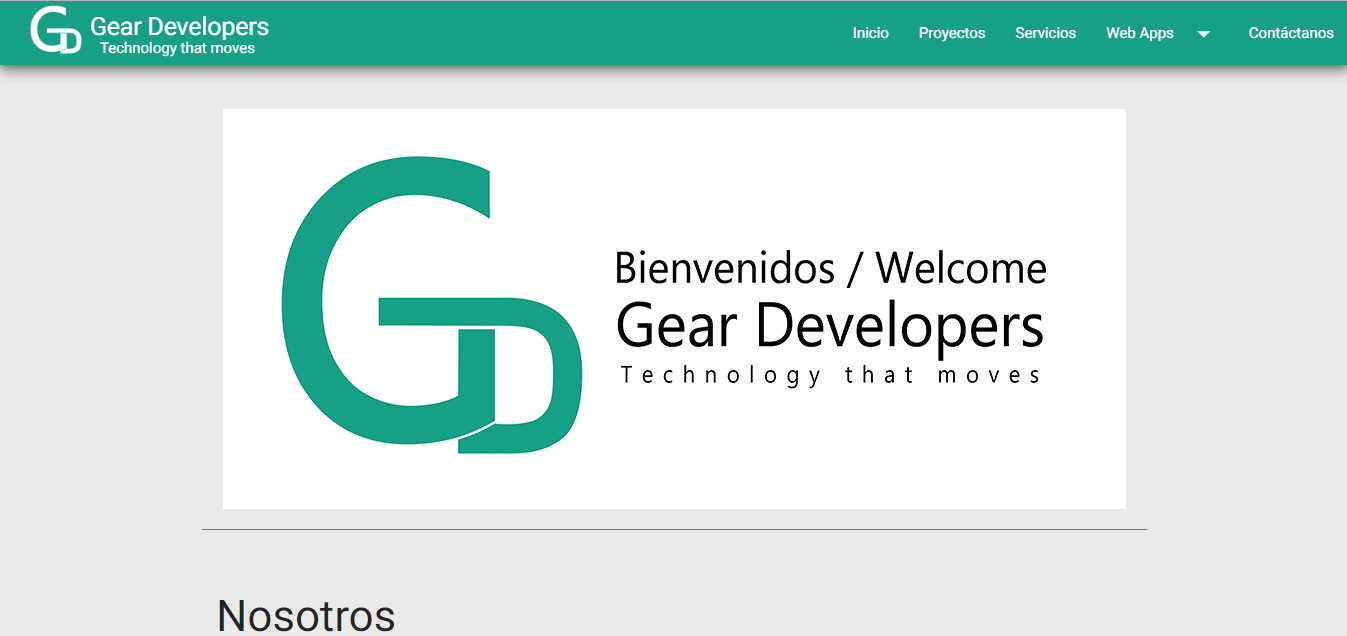 GD Gear Developers
Technology that moves
Inicio Proyectos Servicios Web Apps Contáctanos
GD
Bienvenidos / Welcome
Gear Developers
Technology that moves
Nosotros